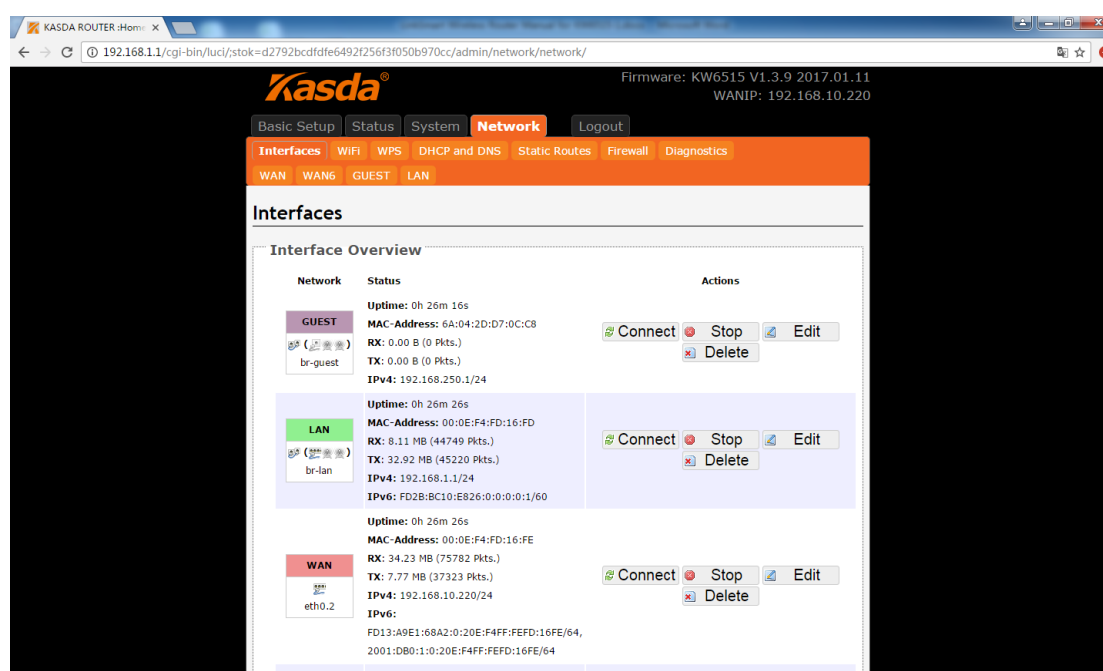 KASDA ROUTER :Home
192.168.1.1/cgi-bin/luci/;stok=d2792bcdfdfe6492f256f3f050b970cc/admin/network/network/
Kasda®
Firmware: KW6515 V1.3.9 2017.01.11
WANIP: 192.168.10.220
Basic Setup Status System Network Logout
Interfaces WiFi WPS DHCP and DNS Static Routes Firewall Diagnostics
WAN WAN6 GUEST LAN
Interfaces
Interface Overview
Network Status Actions
Uptime: 0h 26m 16s
GUEST MAC-Address: 6A:04:2D:D7:0C:C8
RX: 0.00 B (0 Pkts.)
TX: 0.00 B (0 Pkts.)
br-guest
IPv4: 192.168.250.1/24
Connect Stop Edit
Delete
Uptime: 0h 26m 26s
LAN MAC-Address: 00:0E:F4:FD:16:FD
RX: 8.11 MB (44749 Pkts.)
TX: 32.92 MB (45220 Pkts.)
br-lan
IPv4: 192.168.1.1/24
IPv6: FD2B:BC10:E826:0:0:0:0:1/60
Connect Stop Edit
Delete
Uptime: 0h 26m 26s
MAC-Address: 00:0E:F4:FD:16:FE
WAN RX: 34.23 MB (75782 Pkts.)
TX: 7.77 MB (37323 Pkts.)
eth0.2 IPv4: 192.168.10.220/24
IPv6:
FD13:A9E1:68A2:0:20E:F4FF:FEFD:16FE/64,
2001:DB0:1:0:20E:F4FF:FEFD:16FE/64
Connect Stop Edit
Delete